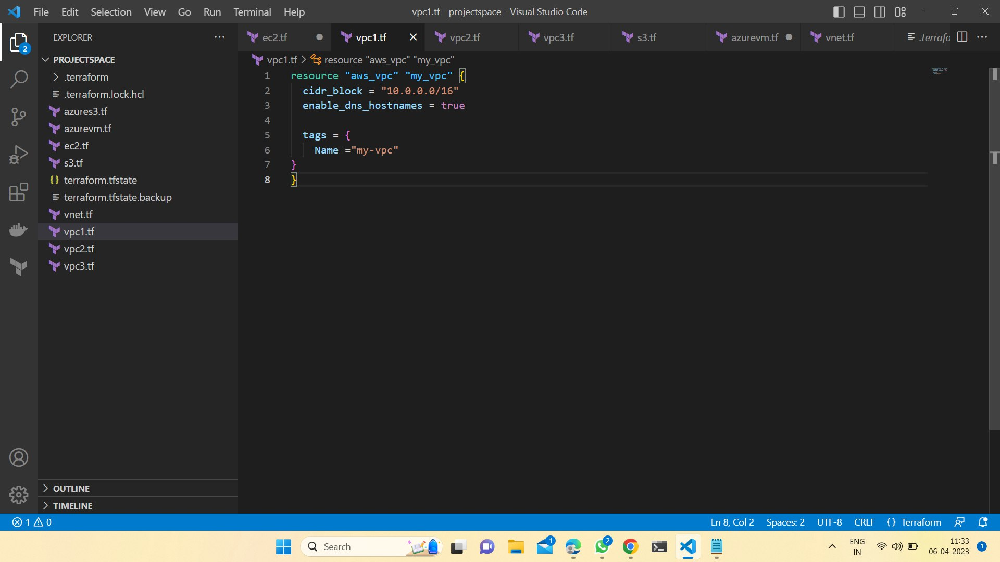 File Edit Selection View Go Run Terminal Help
vpc1.tf - projectspace - Visual Studio Code
2
EXPLORER
PROJECTSPACE
.terraform
.terraform.lock.hcl
azures3.tf
azurevm.tf
ec2.tf
s3.tf
{} terraform.tfstate
terraform.tfstate.backup
vnet.tf
vpc1.tf
vpc2.tf
vpc3.tf
OUTLINE
TIMELINE
ec2.tf vpc1.tf vpc2.tf vpc3.tf s3.tf azurevm.tf vnet.tf .terrafo
vpc1.tf > resource "aws_vpc" "my_vpc"
1 resource "aws_vpc" "my_vpc" {
2 cidr_block = "10.0.0.0/16"
3 enable_dns_hostnames = true
4
5 tags = {
6 Name ="my-vpc"
7 }
8 }
1 0
Ln 8, Col 2 Spaces: 2 UTF-8 CRLF {} Terraform
Search
1
2
ENG
IN
11:33
06-04-2023
1